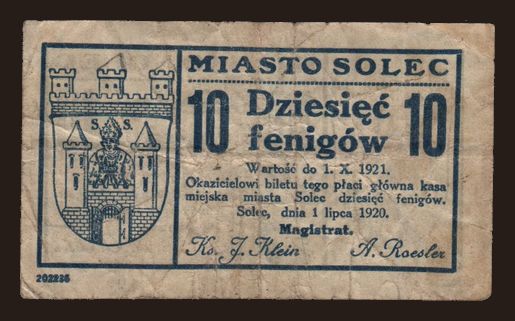 MIASTO SOLEC
10 Dziesięć fenigów 10
S. S.
Wartość do 1. X. 1921.
Okazicielowi biletu tego płaci główna kasa
miejska miasta Solec dziesięć fenigów.
Solec, dnia 1 lipca 1920.
Magistrat.
Ks. J. Klein A. Roesler
202235